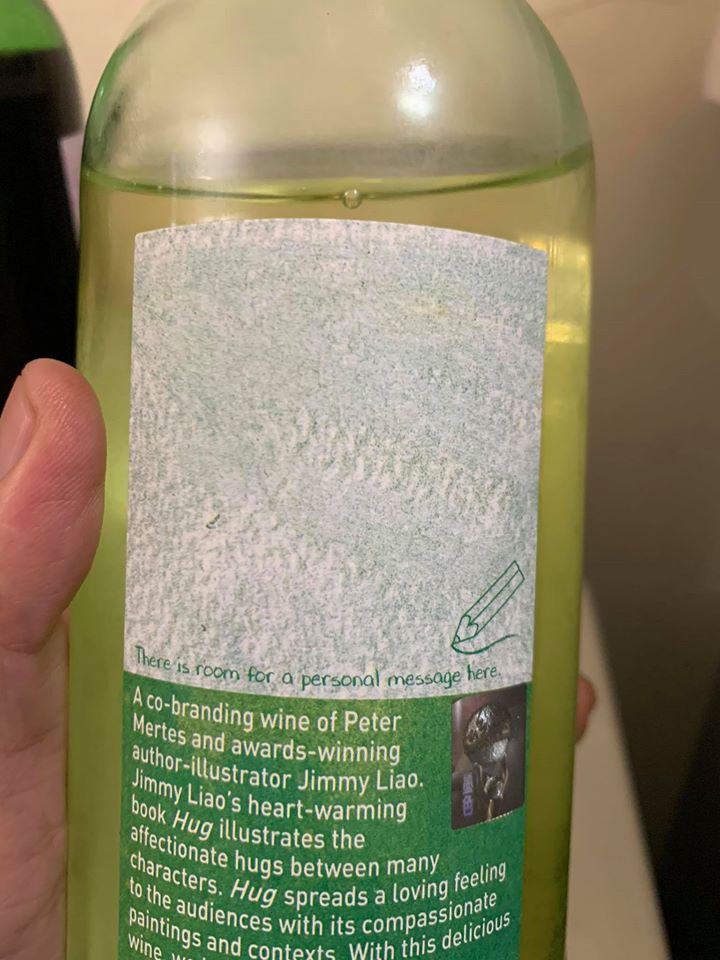 There is room for a personal message here.
A co-branding wine of Peter
Mertes and awards-winning
author-illustrator Jimmy Liao.
Jimmy Liao's heart-warming
book Hug illustrates the
affectionate hugs between many
characters. Hug spreads a loving feeling
to the audiences with its compassionate
paintings and contexts. With this delicious
wine, we